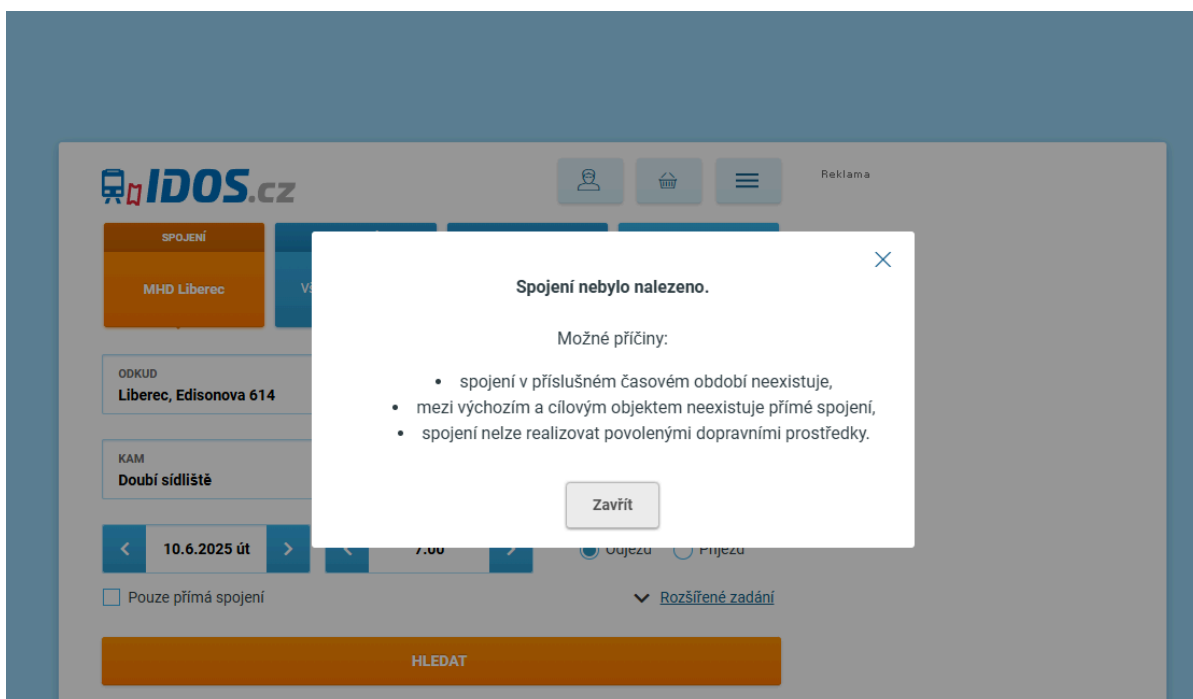 IDOS.cz
Reklama
SPOJENÍ
MHD Liberec
Spojení nebylo nalezeno.
Možné příčiny:
• spojení v příslušném časovém období neexistuje,
• mezi výchozím a cílovým objektem neexistuje přímé spojení,
• spojení nelze realizovat povolenými dopravními prostředky.
Zavřít
ODKUD
Liberec, Edisonova 614
KAM
Doubí sídliště
10.6.2025 út
7:00
Odjezd
Příjezd
Pouze přímá spojení
Rozšířené zadání
HLEDAT